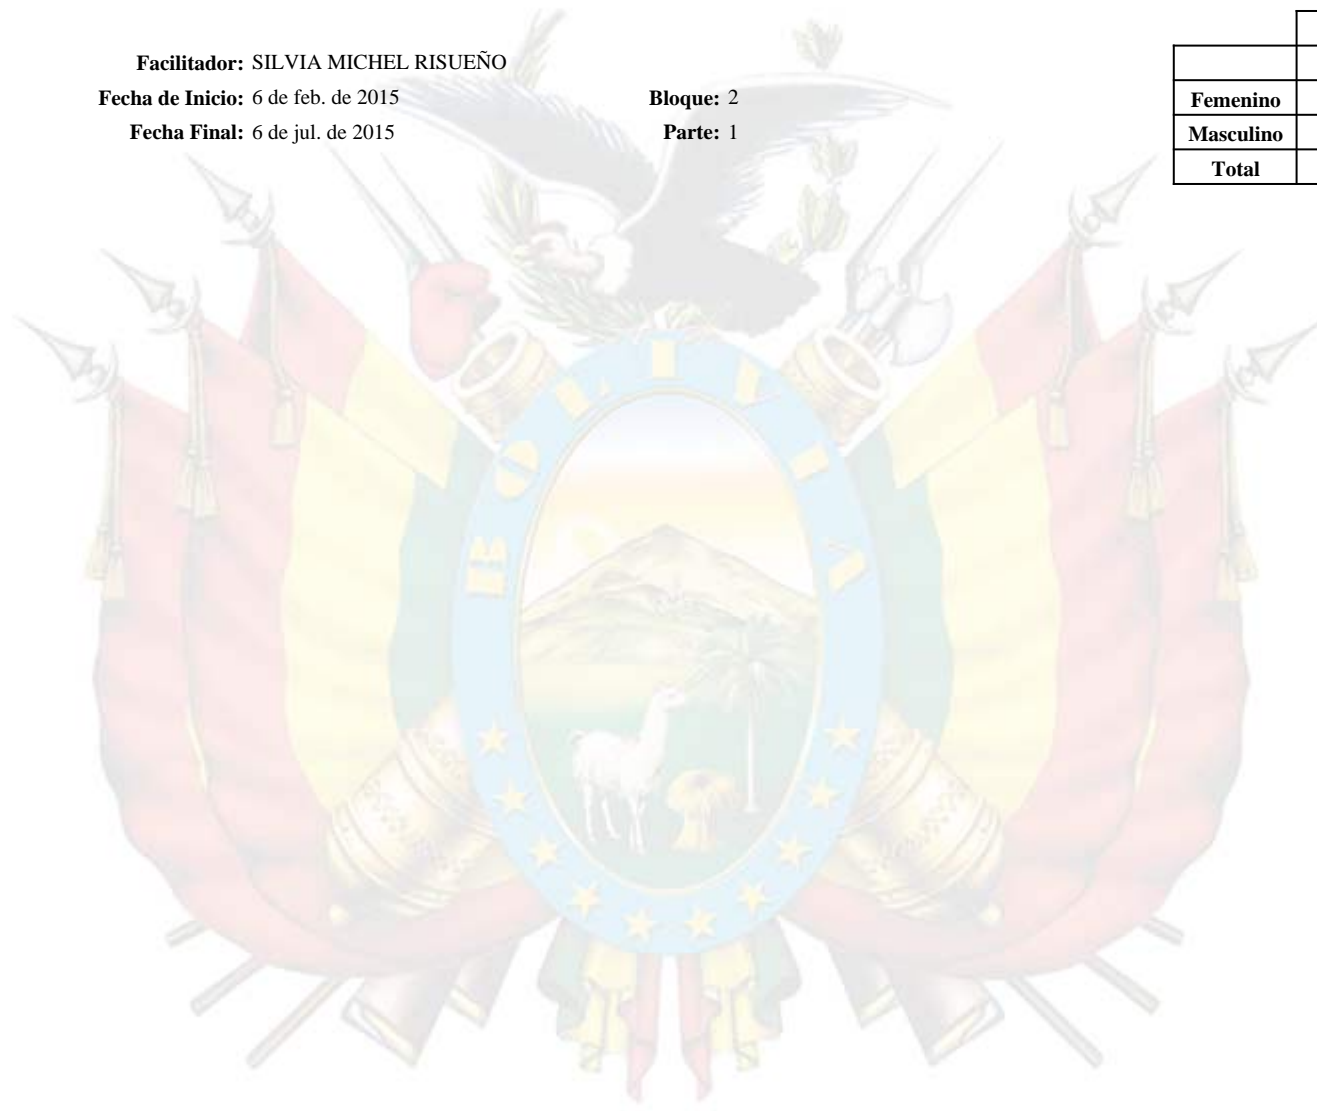 Facilitador: SILVIA MICHEL RISUEÑO
Fecha de Inicio: 6 de feb. de 2015 Bloque: 2
Fecha Final: 6 de jul. de 2015 Parte: 1
Femenino
Masculino
Total
BOLIVIA